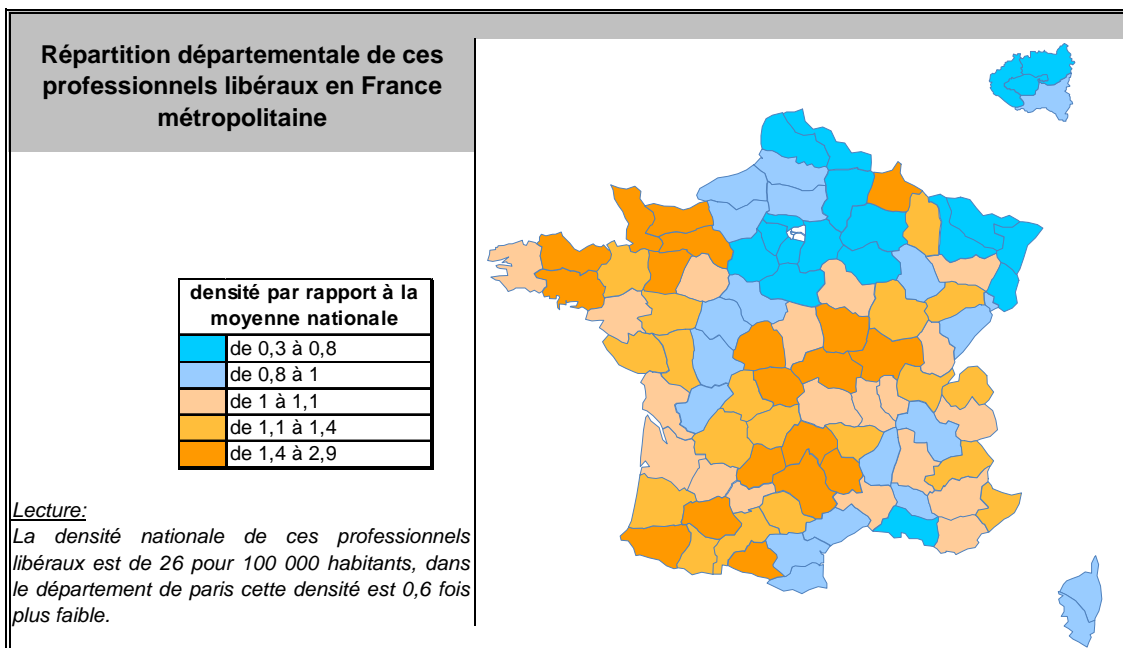 Répartition départementale de ces
professionnels libéraux en France
métropolitaine
densité par rapport à la
moyenne nationale
de 0,3 à 0,8
de 0,8 à 1
de 1 à 1,1
de 1,1 à 1,4
de 1,4 à 2,9
Lecture:
La densité nationale de ces professionnels
libéraux est de 26 pour 100 000 habitants, dans
le département de paris cette densité est 0,6 fois
plus faible.